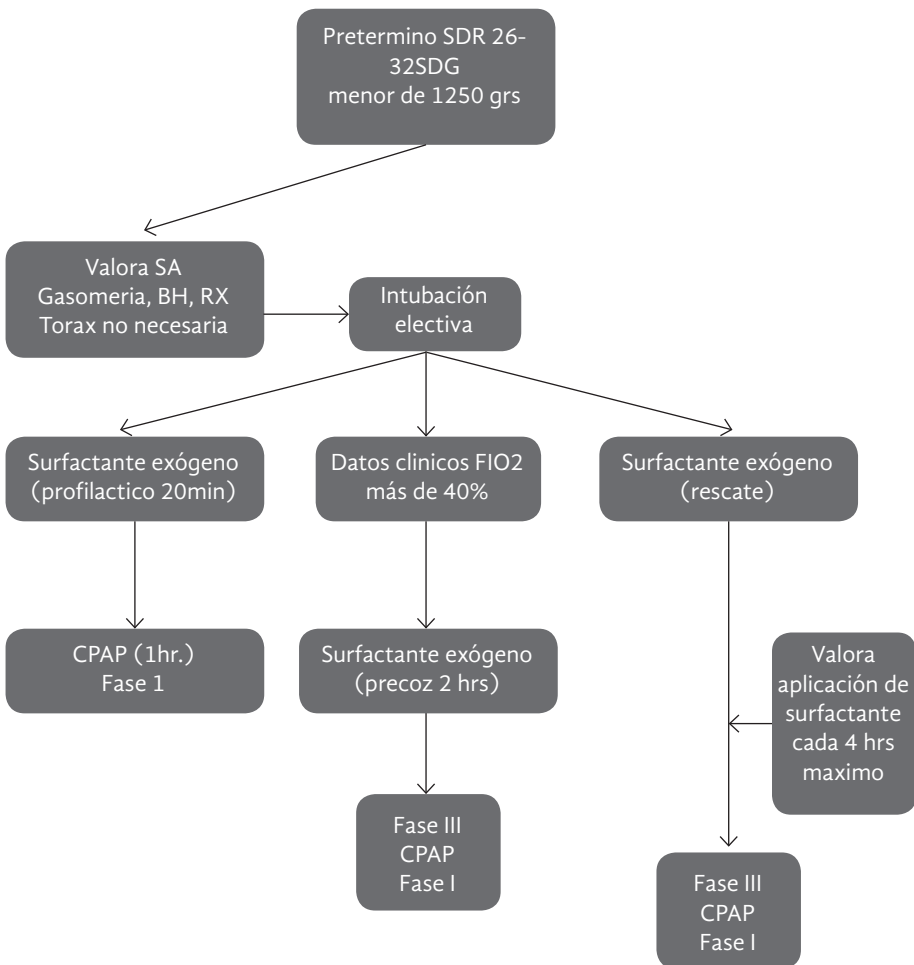 Pretermino SDR 26-
32SDG
menor de 1250 grs
Valora SA
Gasomeria, BH, RX
Torax no necesaria
Intubación
electiva
Surfactante exógeno
(profilactico 20min)
Datos clinicos FIO2
más de 40%
Surfactante exógeno
(rescate)
CPAP (1hr.)
Fase 1
Surfactante exógeno
(precoz 2 hrs)
Valora
aplicación de
surfactante
cada 4 hrs
maximo
Fase III
CPAP
Fase I
Fase III
CPAP
Fase I